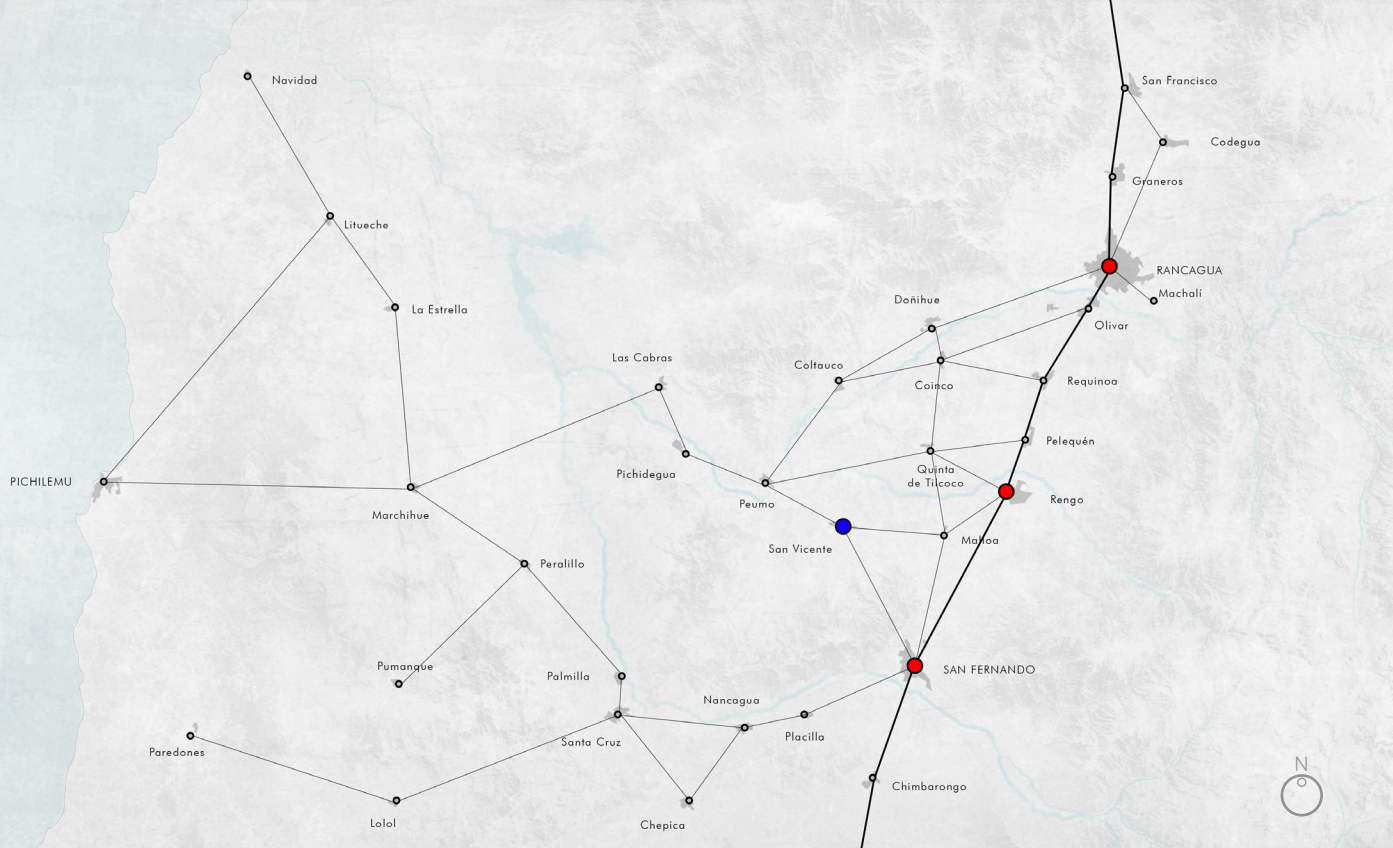 Navidad
San Francisco
Codegua
Graneros
Litueche
RANCAGUA
Machalí
La Estrella
Doñihue
Olivar
Las Cabras
Coltauco
Coinco
Requinoa
Pelequén
PICHILEMU
Pichidegua
Quinta
de Tilcoco
Peumo
Rengo
Marchihue
San Vicente
Malloa
Peralillo
Pumanque
Palmilla
SAN FERNANDO
Nancagua
Placilla
Santa Cruz
Paredones
Chimbarongo
Lolol
Chepica
N